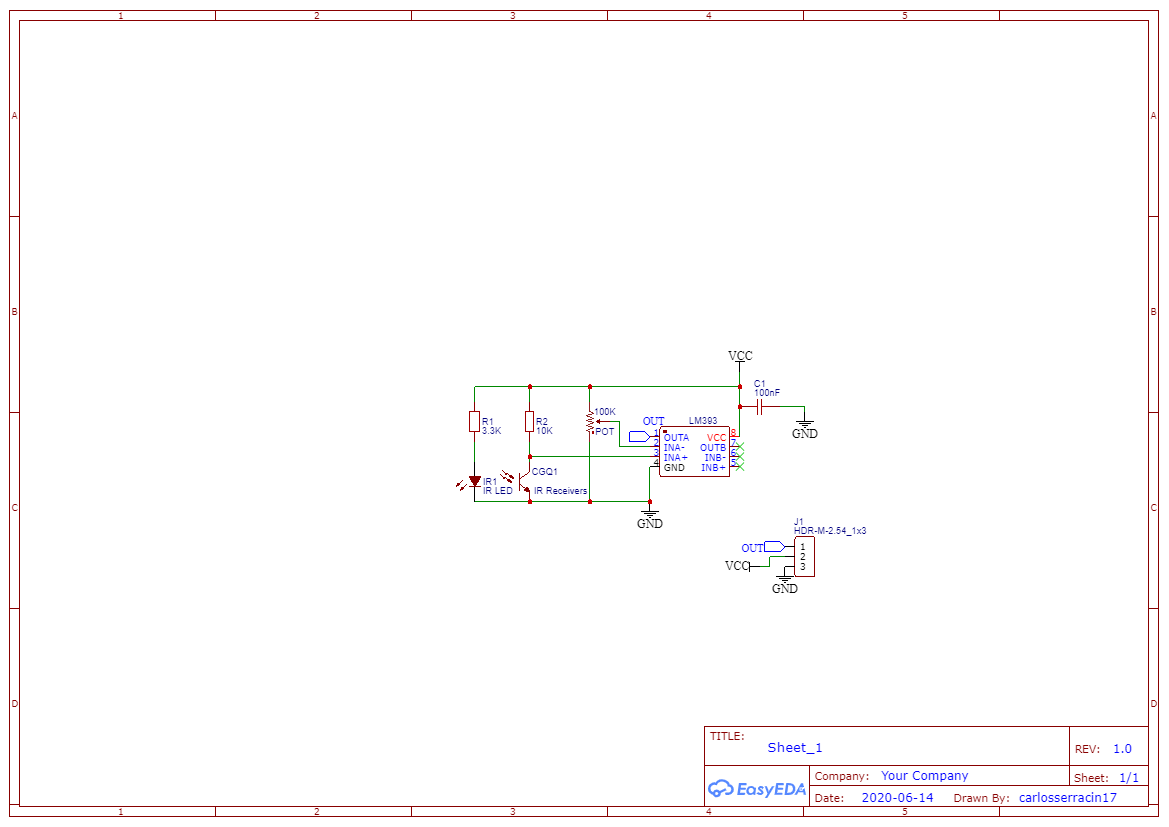 1 2 3 4 5
A A
B B
C C
D D
VCC
C1
100nF
GND
R1
3.3K
R2
10K
100K
POT
OUT
LM393
1 OUTA VCC 8
2 INA- OUTB 7
3 INA+ INB- 6
4 GND INB+ 5
IR1
IR LED
CGQ1
IR Receivers
GND
J1
HDR-M-2.54_1x3
OUT 1
VCC 2
3
GND
TITLE:
Sheet_1
REV: 1.0
EasyEDA
Company: Your Company
Sheet: 1/1
Date: 2020-06-14 Drawn By: carlosserracin17
1 2 3 4 5